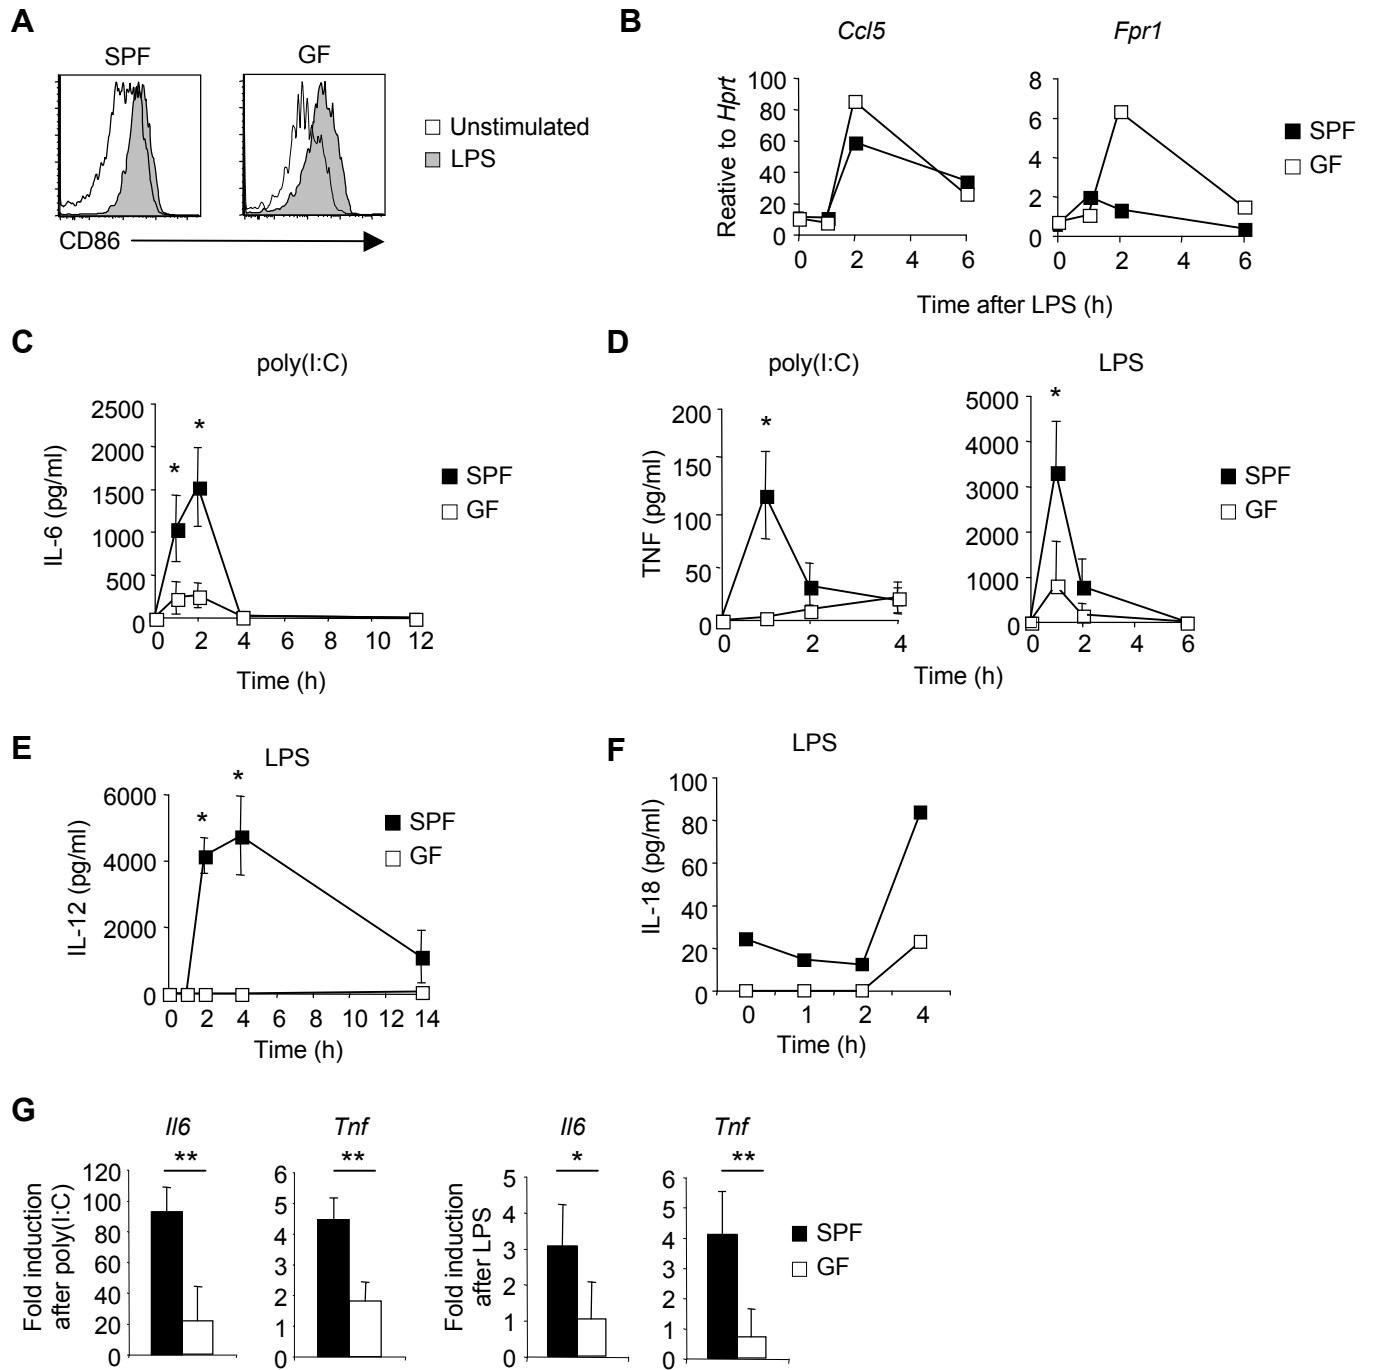 A
SPF
GF
Unstimulated
LPS
CD86
B
Ccl5
Fpr1
Reative to Hprt
100
80
60
40
20
0
0 2 4 6
8
6
4
2
0
0 2 4 6
SPF
GF
Time after LPS (h)
C
poly(I:C)
IL-6 (pg/ml)
2500
2000
1500
1000
500
0
0 2 4 6 8 10 12
* *
SPF
GF
Time (h)
D
poly(I:C)
LPS
TNF (pg/ml)
200
150
100
50
0
0 2 4
*
5000
4000
3000
2000
1000
0
0 2 6
*
SPF
GF
Time (h)
E
LPS
IL-12 (pg/ml)
6000
4000
2000
0
0 2 4 6 8 10 12 14
* *
SPF
GF
Time (h)
F
LPS
IL-18 (pg/ml)
100
80
60
40
20
0
0 1 2 4
Time (h)
G
Il6
**
Fold induction
after poly(I:C)
120
100
80
60
40
20
0
Tnf
**
6
5
4
3
2
1
0
Il6
*
Fold induction
after LPS
5
4
3
2
1
0
Tnf
**
6
5
4
3
2
1
0
SPF
GF